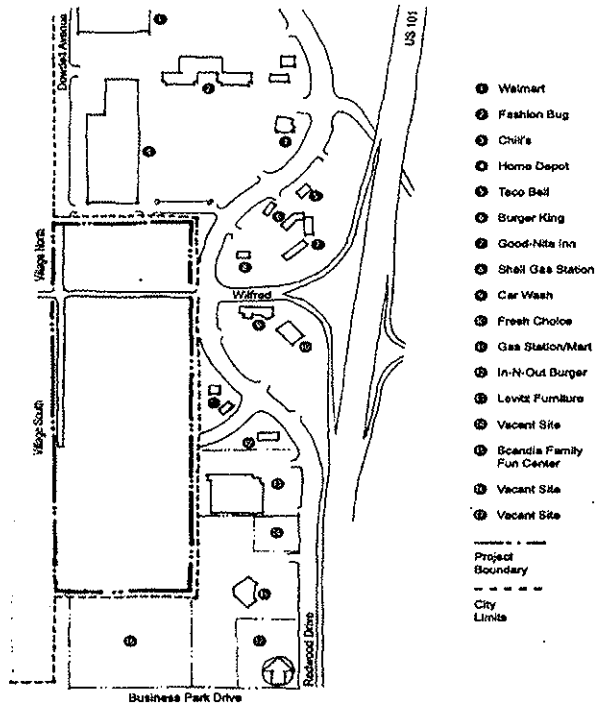 Dowdell Avenue
US 101
Village North
Wilfred
Village South
Redwood Drive
Business Park Drive
Walmart
Fashion Bug
Chili's
Home Depot
Taco Bell
Burger King
Good-Nite Inn
Shell Gas Station
Car Wash
Fresh Choice
Gas Station/Mart
In-N-Out Burger
Levitz Furniture
Vacant Site
Scandia Family
Fun Center
Vacant Site
Vacant Site
Project
Boundary
City
Limits